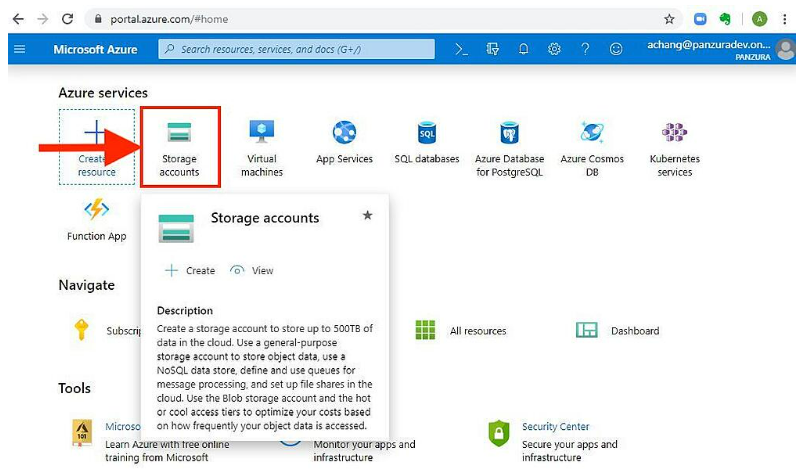 portal.azure.com/#home
A
Microsoft Azure
Search resources, services, and docs (G+/)
achang@panzuradev.on...
PANZURA
Azure services
Create
resource
Storage
accounts
Virtual
machines
App Services
SQL
SQL databases
Azure Database
for PostgreSQL
Azure Cosmos
DB
Kubernetes
services
Function App
Storage accounts
Create
View
Description
Create a storage account to store up to 500TB of
data in the cloud. Use a general-purpose
storage account to store object data, use a
NoSQL data store, define and use queues for
message processing, and set up file shares in the
cloud. Use the Blob storage account and the hot
or cool access tiers to optimize your costs based
on how frequently your object data is accessed.
Navigate
Subscrip
All resources
Dashboard
Tools
101
Microso
Learn Azure with free online
training from Microsoft
Monitor your apps and
infrastructure
Security Center
Secure your apps and
infrastructure